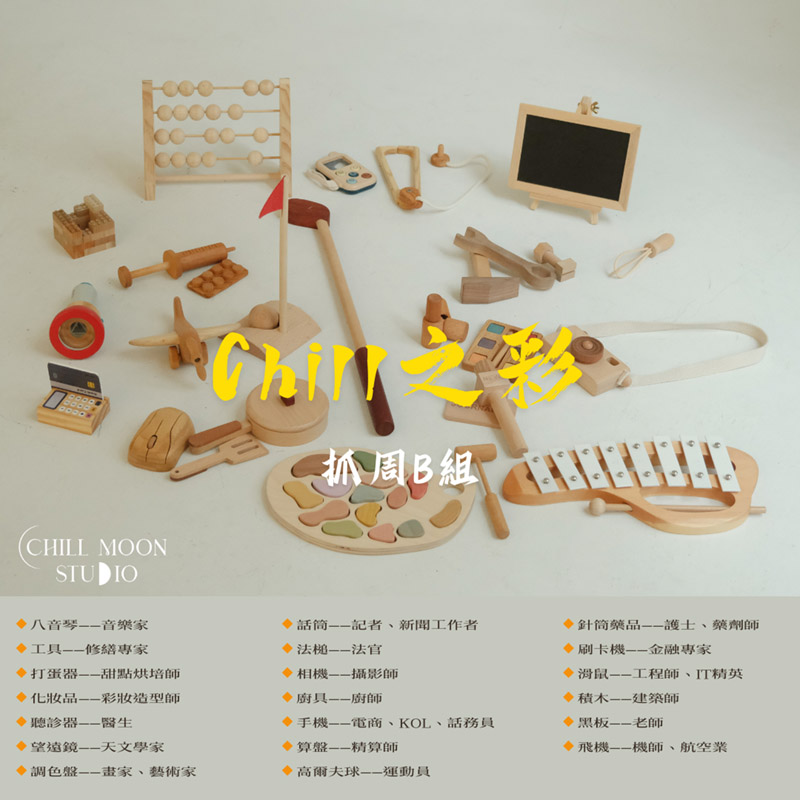 Chill之彩
抓周B組
CHILL MOON
STUDIO
八音琴——音樂家
工具——修繕專家
打蛋器——甜點烘培師
化妝品——彩妝造型師
聽診器——醫生
望遠鏡——天文學家
調色盤——畫家、藝術家
話筒——記者、新聞工作者
法槌——法官
相機——攝影師
廚具——廚師
手機——電商、KOL、話務員
算盤——精算師
高爾夫球——運動員
針筒藥品——護士、藥劑師
刷卡機——金融專家
滑鼠——工程師、IT精英
積木——建築師
黑板——老師
飛機——機師、航空業